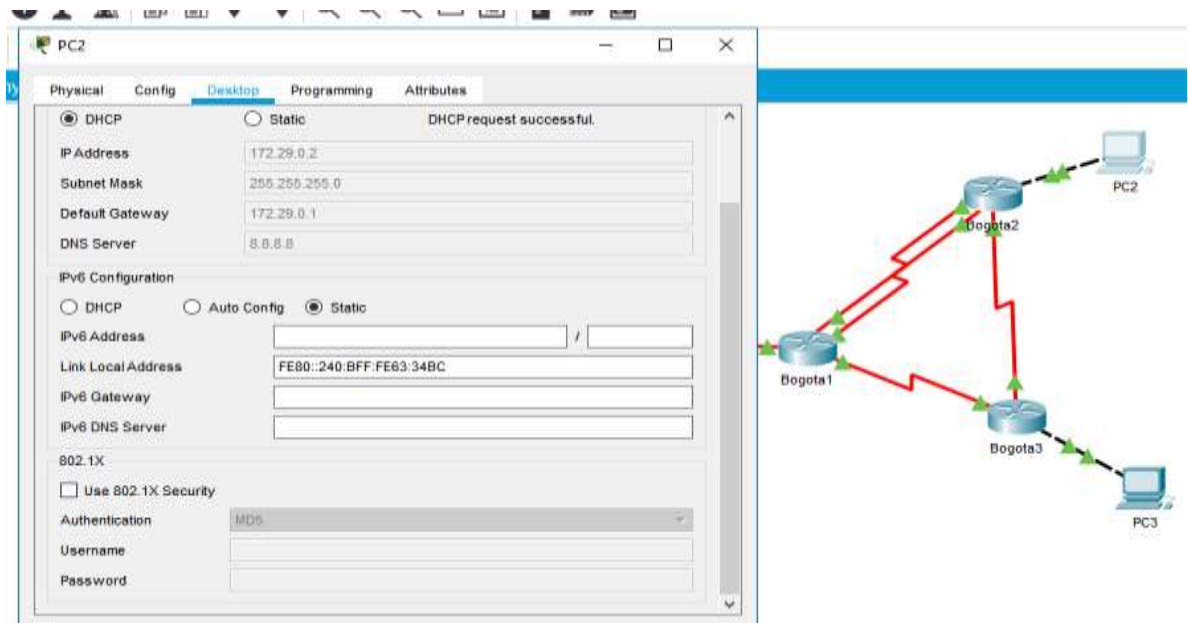 PC2
Physical Config Desktop Programming Attributes
DHCP Static DHCP request successful.
IP Address 172.29.0.2
Subnet Mask 255.255.255.0
Default Gateway 172.29.0.1
DNS Server 8.8.8.8
IPv6 Configuration
DHCP Auto Config Static
IPv6 Address /
Link Local Address FE80::240:BFF:FE63:34BC
IPv6 Gateway
IPv6 DNS Server
802.1X
Use 802.1X Security
Authentication MD5
Username
Password
PC2
Bogota2
Bogota1
Bogota3
PC3